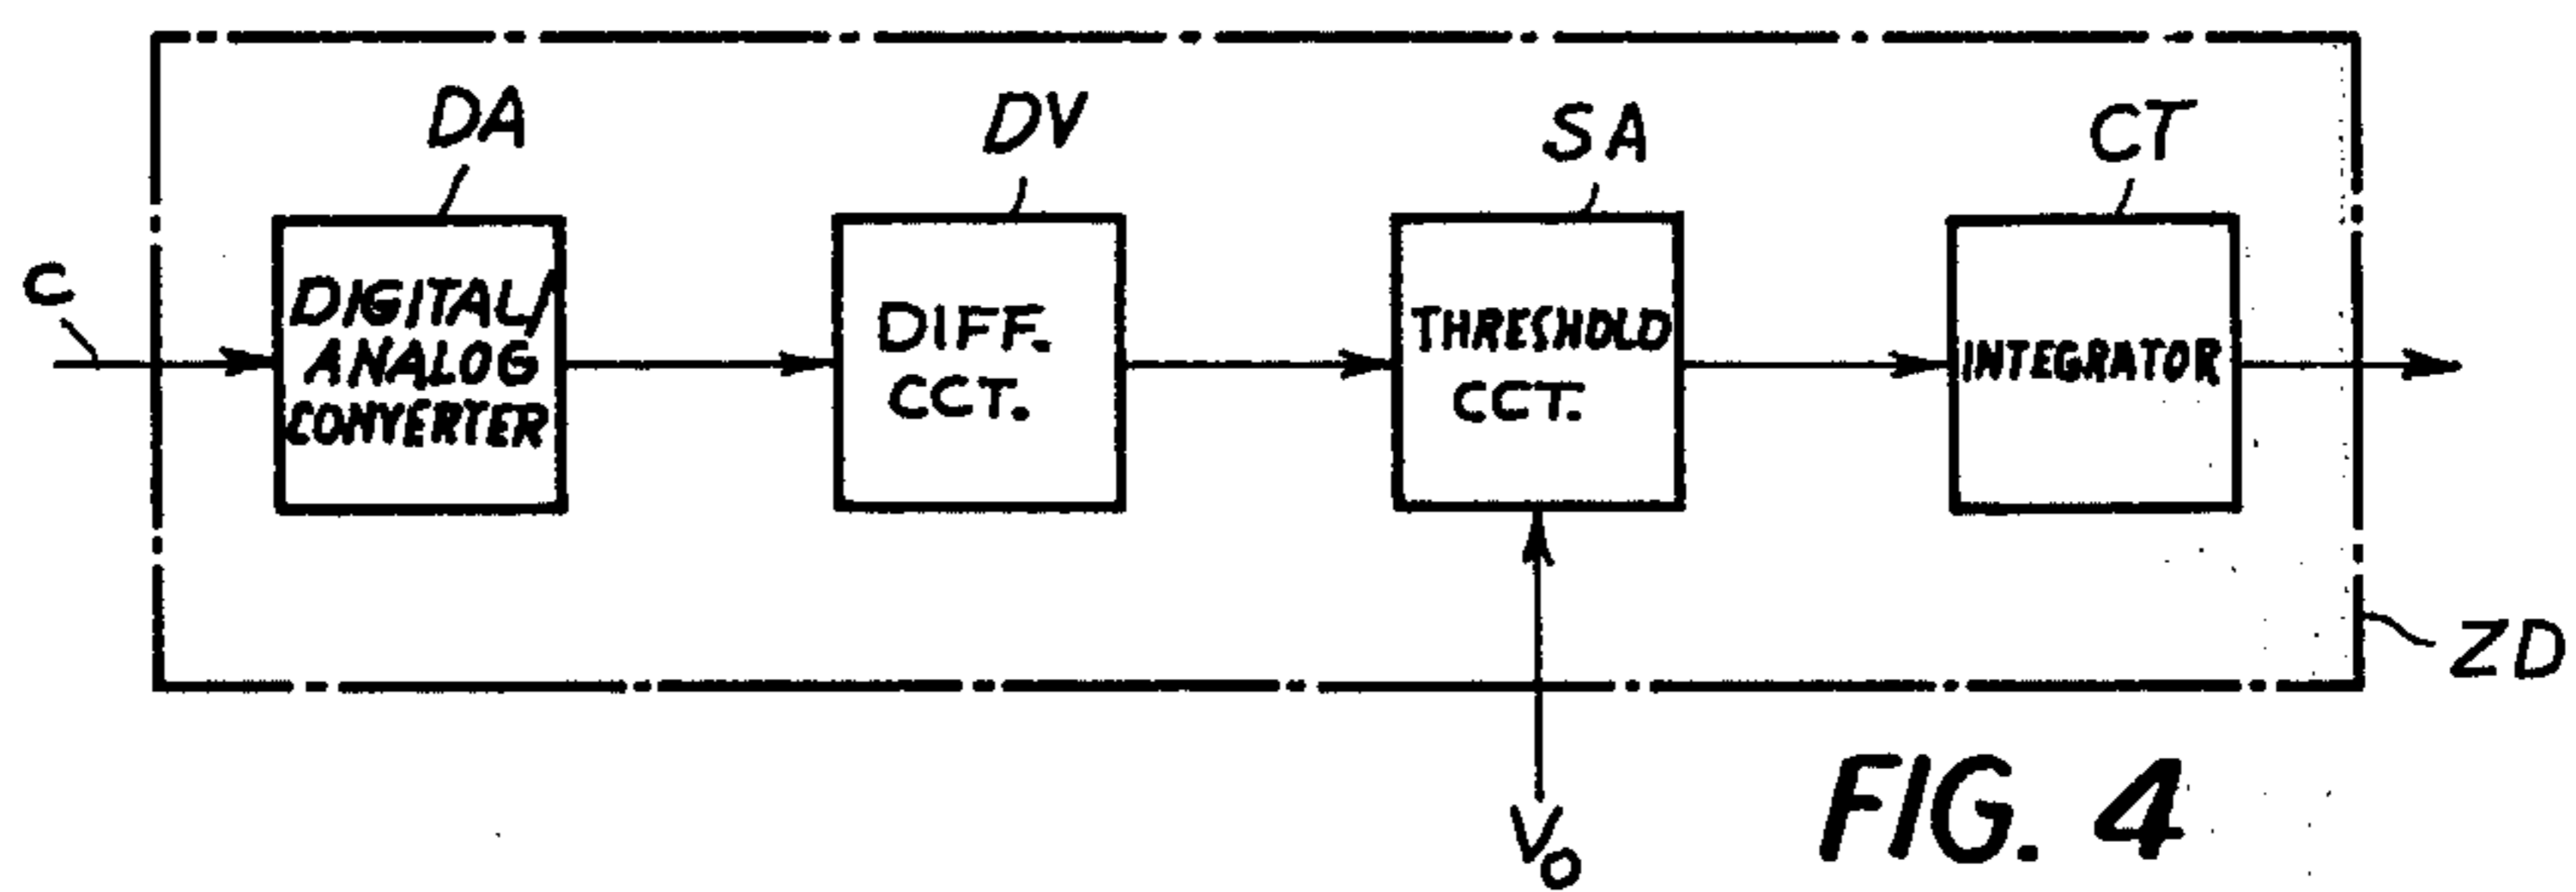 DA
DV
SA
CT
C
DIGITAL/
ANALOG
CONVERTER
DIFF.
CCT.
THRESHOLD
CCT.
INTEGRATOR
ZD
V0
FIG. 4